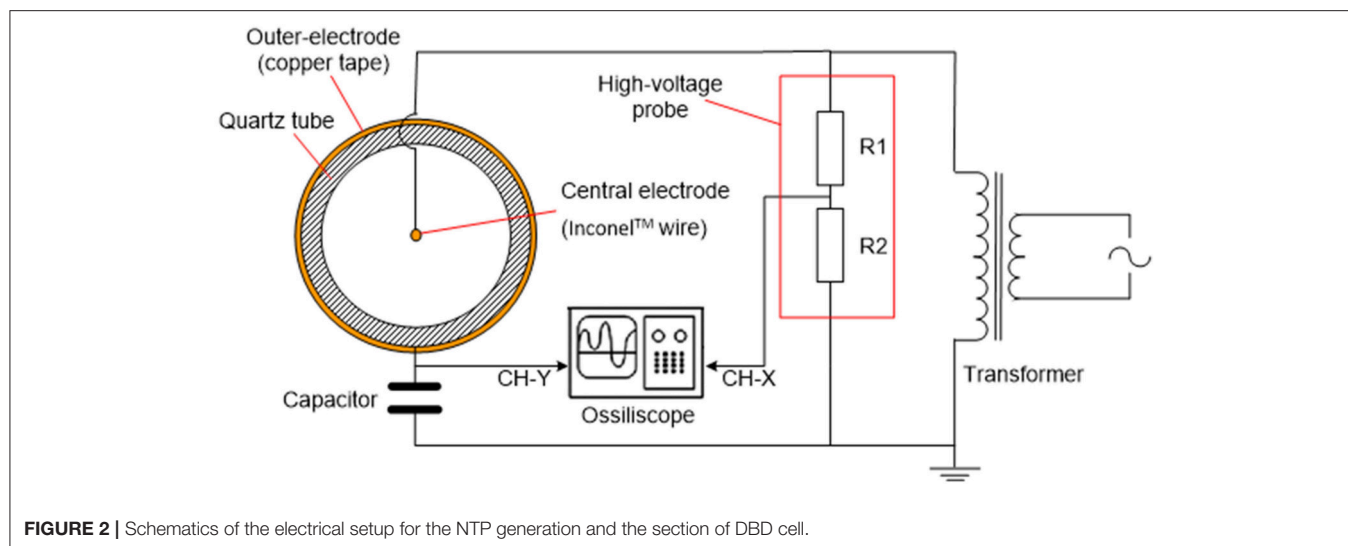 Outer-electrode
(copper tape)
Quartz tube
High-voltage
probe
R1
Central electrode
(Inconel™ wire)
R2
CH-Y
CH-X
Capacitor
Ossiliscope
Transformer
FIGURE 2 | Schematics of the electrical setup for the NTP generation and the section of DBD cell.